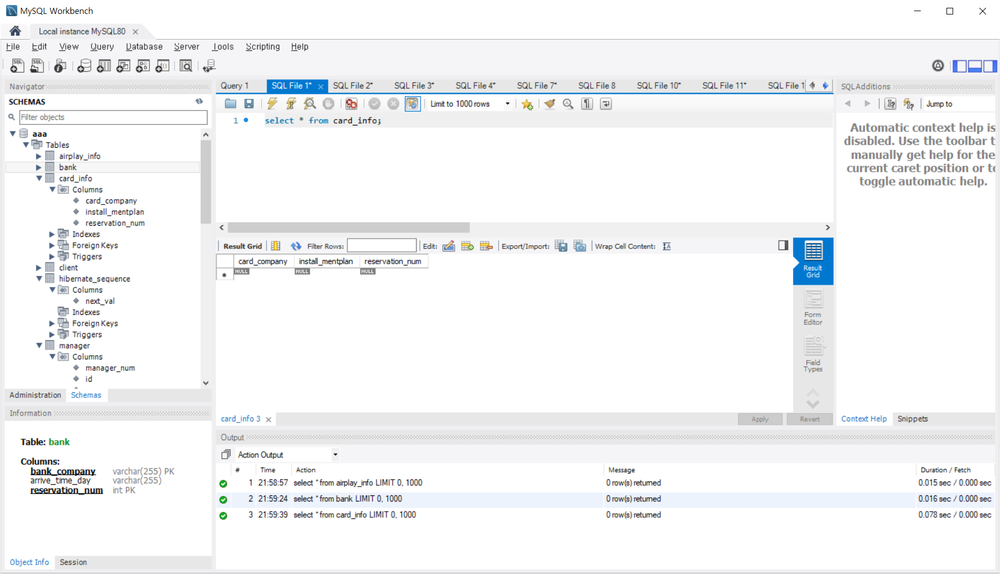 MySQL Workbench
Local instance MySQL80
File Edit View Query Database Server Tools Scripting Help
Navigator
SCHEMAS
Filter objects
aaa
Tables
airplay_info
bank
card_info
Columns
card_company
install_mentplan
reservation_num
Indexes
Foreign Keys
Triggers
client
hibernate_sequence
Columns
next_val
Indexes
Foreign Keys
Triggers
manager
Columns
manager_num
id
Administration Schemas
Information
Table: bank
Columns:
bank_company varchar(255) PK
arrive_time_day varchar(255)
reservation_num int PK
Object Info Session
Query 1 SQL File 1* SQL File 2* SQL File 3* SQL File 4* SQL File 7* SQL File 8 SQL File 10* SQL File 11* SQL File 1
Limit to 1000 rows
1 select * from card_info;
Result Grid Filter Rows: Edit: Export/Import: Wrap Cell Content:
card_company install_mentplan reservation_num
NULL NULL NULL
Result
Grid
Form
Editor
Field
Types
card_info 3
Apply Revert
SQLAdditions
Jump to
Automatic context help is
disabled. Use the toolbar t
manually get help for the
current caret position or to
toggle automatic help.
Context Help Snippets
Output
Action Output
# Time Action Message Duration / Fetch
1 21:58:57 select * from airplay_info LIMIT 0, 1000 0 row(s) returned 0.015 sec / 0.000 sec
2 21:59:24 select * from bank LIMIT 0, 1000 0 row(s) returned 0.016 sec / 0.000 sec
3 21:59:39 select * from card_info LIMIT 0, 1000 0 row(s) returned 0.078 sec / 0.000 sec